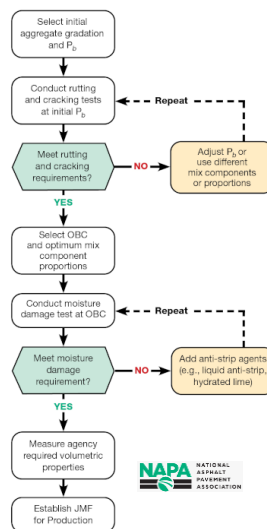 Select initial
aggregate gradation
and Pb
Conduct rutting
and cracking tests
at initial Pb
Repeat
Meet rutting
and cracking
requirements?
NO
Adjust Pb or
use different
mix components
or proportions
YES
Select OBC
and optimum mix
component
proportions
Conduct moisture
damage test at OBC
Repeat
Meet moisture
damage
requirement?
NO
Add anti-strip agents
(e.g., liquid anti-strip,
hydrated lime)
YES
Measure agency
required volumetric
properties
NAPA
NATIONAL
ASPHALT
PAVEMENT
ASSOCIATION
Establish JMF
for Production